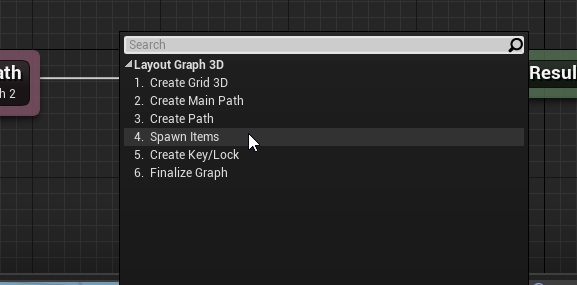 Search
Layout Graph 3D
1. Create Grid 3D
2. Create Main Path
3. Create Path
4. Spawn Items
5. Create Key/Lock
6. Finalize Graph
ath
h 2
Resul